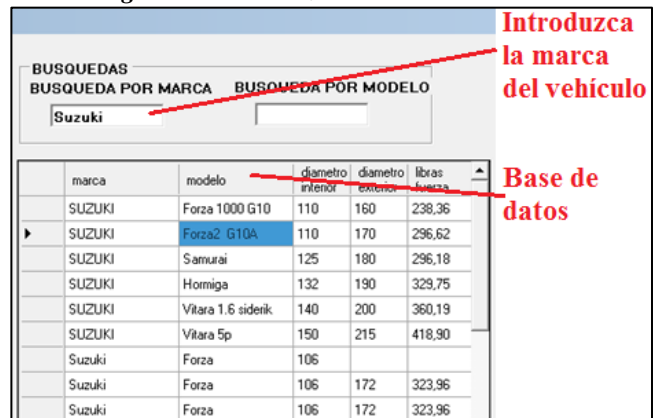 Introduzca
la marca
del vehículo
BUSQUEDAS
BUSQUEDA POR MARCA BUSQUEDA POR MODELO
Suzuki
Base de
datos
marca modelo diametro interior diametro exterior libras fuerza
SUZUKI Forza 1000 G10 110 160 238,36
SUZUKI Forza2 G10A 110 170 296,62
SUZUKI Samurai 125 180 296,18
SUZUKI Hormiga 132 190 329,75
SUZUKI Vitara 1.6 siderik 140 200 360,19
SUZUKI Vitara 5p 150 215 418,90
Suzuki Forza 106
Suzuki Forza 106 172 323,96
Suzuki Forza 106 172 323,96